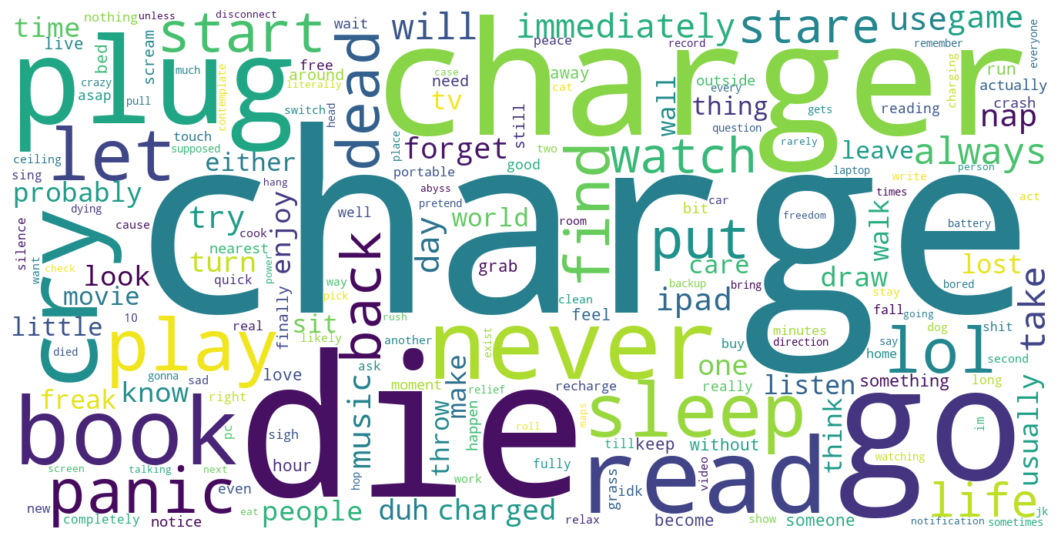 time nothing unless disconnect will immediately stare use game
live start scream free wait peace record remember everyone
plug charger
crazy much bed asap pull contemplate literally around switch head dead need tv case cat away outside every thing wall question gets run actually reading charging crash nap
let touch supposed either forget still good two find watch rarely leave always
ceiling sing probably hang try nearest cook quick turn place portable abyss pretend well world room car bit care laptop freedom draw times walk write person battery act
dying cause silence
charge
cry want check look movie enjoy back day grab way power pick feel clean backup bring put ipad fall stay lost bored take
little 10 died real finally sit likely rush another never buy minutes direction say home dog going shit second lol
play gonna sad know right love ask moment make exist relief recharge one really listen something long
freak
book die sleep read go
pc sigh hour music hop throw happen roll maps till keep without think watching im usually
screen talking next even fully work grass idk video become show someone life
panic
new completely notice eat people duh charged relax notification sometimes jk